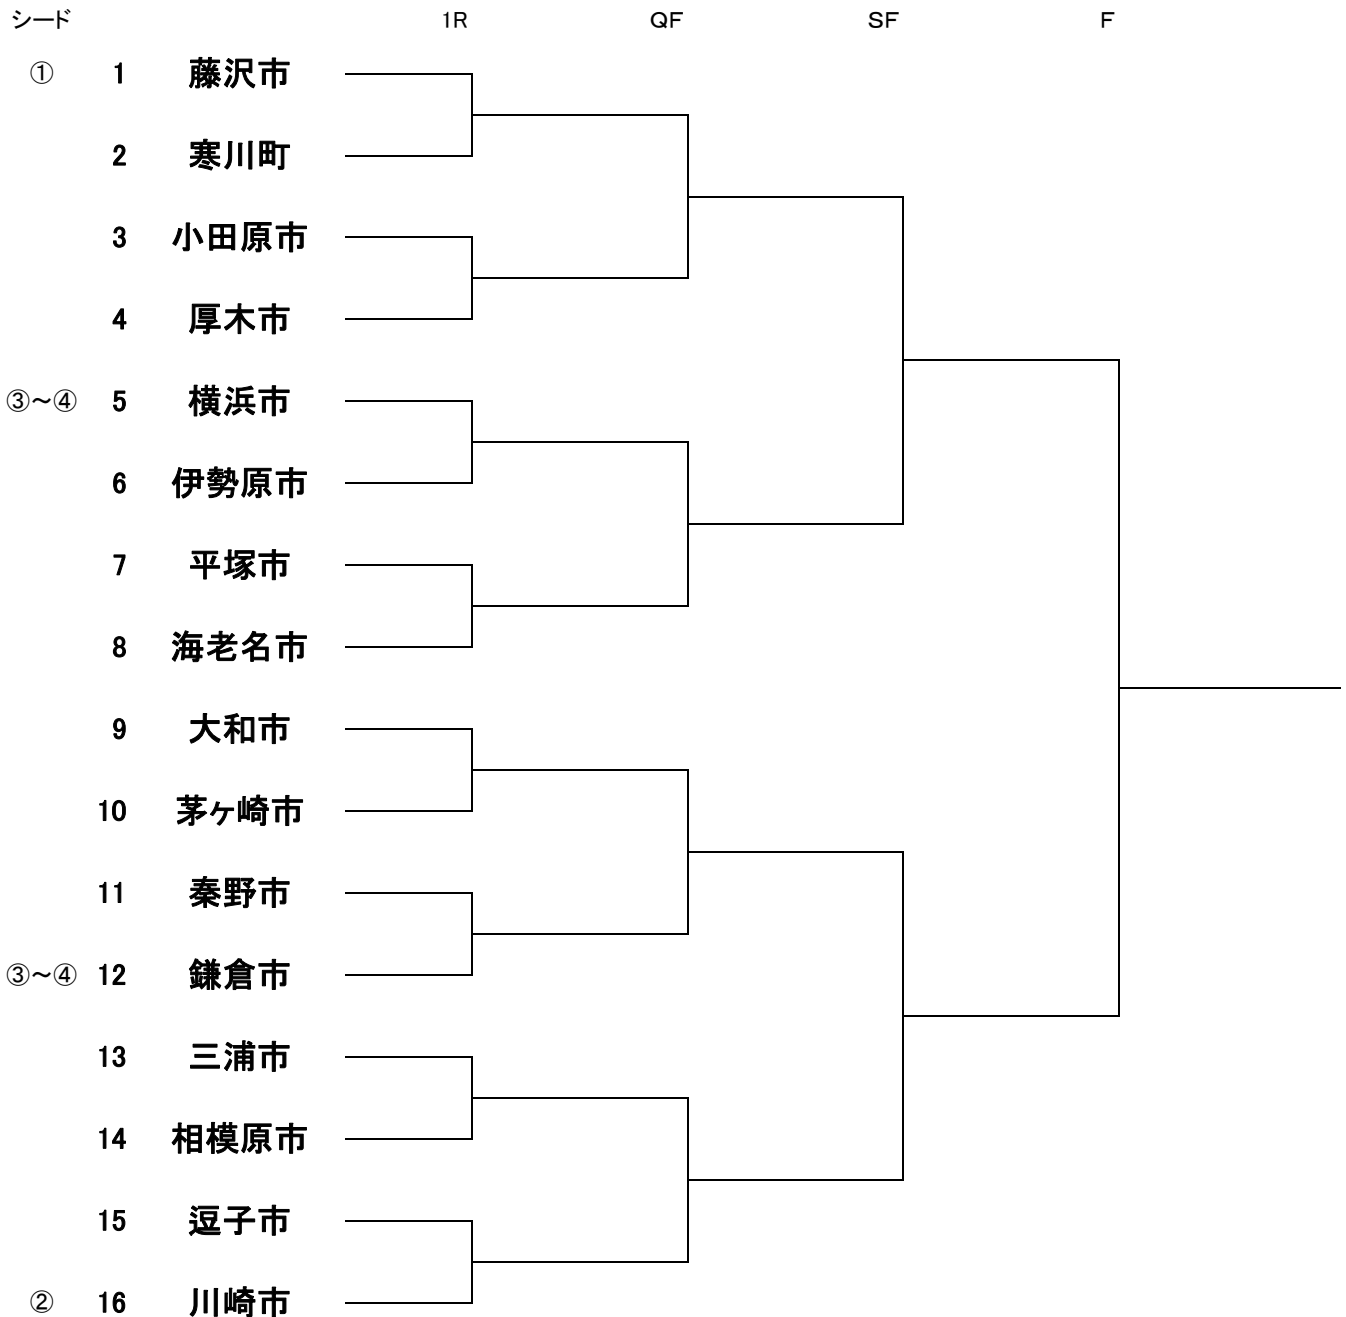 シード 1R QF SF F
① 1 藤沢市
2 寒川町
3 小田原市
4 厚木市
③～④ 5 横浜市
6 伊勢原市
7 平塚市
8 海老名市
9 大和市
10 茅ヶ崎市
11 秦野市
③～④ 12 鎌倉市
13 三浦市
14 相模原市
15 逗子市
② 16 川崎市